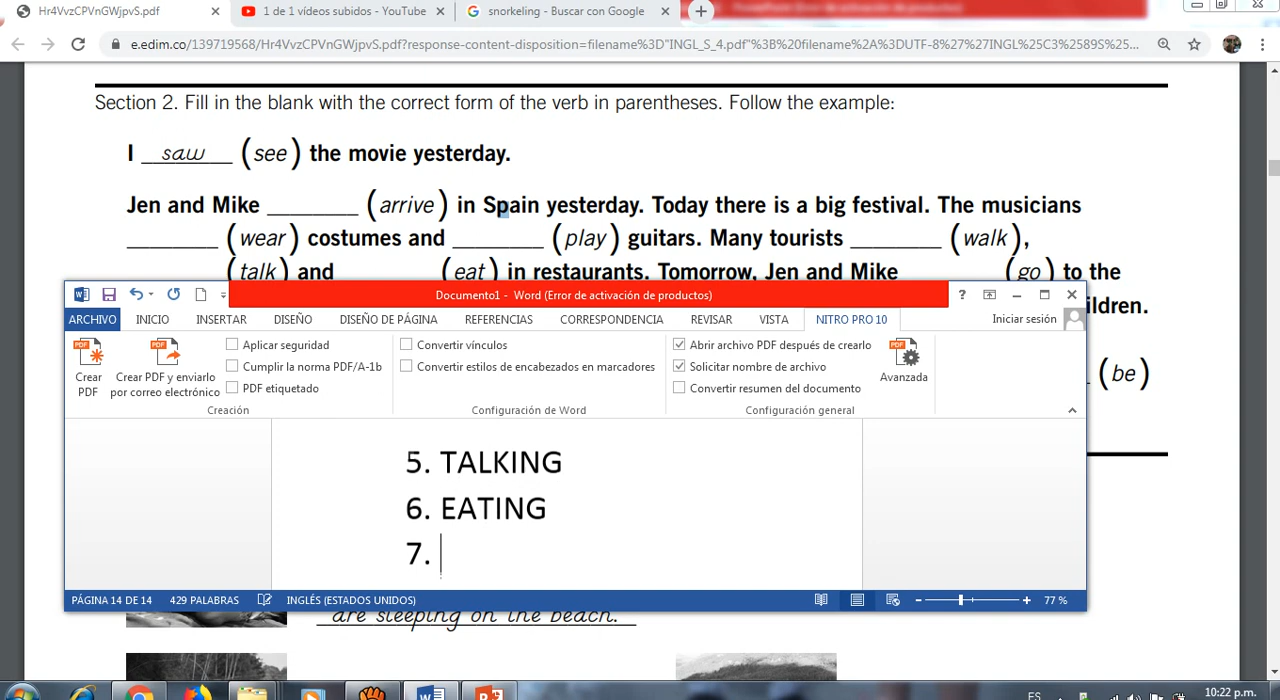 Hr4VvzCPVnGWjpvS.pdf
1 de 1 vídeos subidos - YouTube
snorkeling - Buscar con Google
e.edim.co/139719568/Hr4VvzCPVnGWjpvS.pdf?response-content-disposition=filename%3D"INGL_S_4.pdf"%3B%20filename%2A%3DUTF-8%27%27INGL%25C3%2589S%25...
Section 2. Fill in the blank with the correct form of the verb in parentheses. Follow the example:
I saw (see) the movie yesterday.
Jen and Mike ________ (arrive) in Spain yesterday. Today there is a big festival. The musicians
________ (wear) costumes and ________ (play) guitars. Many tourists ________ (walk),
(talk) and (eat) in restaurants. Tomorrow, Jen and Mike (go) to the
ildren.
(be)
Documento1 - Word (Error de activación de productos)
ARCHIVO INICIO INSERTAR DISEÑO DISEÑO DE PÁGINA REFERENCIAS CORRESPONDENCIA REVISAR VISTA NITRO PRO 10 Iniciar sesión
Crear PDF
Crear PDF y enviarlo por correo electrónico
Aplicar seguridad
Cumplir la norma PDF/A-1b
PDF etiquetado
Creación
Convertir vínculos
Convertir estilos de encabezados en marcadores
Configuración de Word
Abrir archivo PDF después de crearlo
Solicitar nombre de archivo
Convertir resumen del documento
Configuración general
Avanzada
5. TALKING
6. EATING
7.
PÁGINA 14 DE 14 429 PALABRAS INGLÉS (ESTADOS UNIDOS) 77 %
are sleeping on the beach.
ES 10:22 p.m.